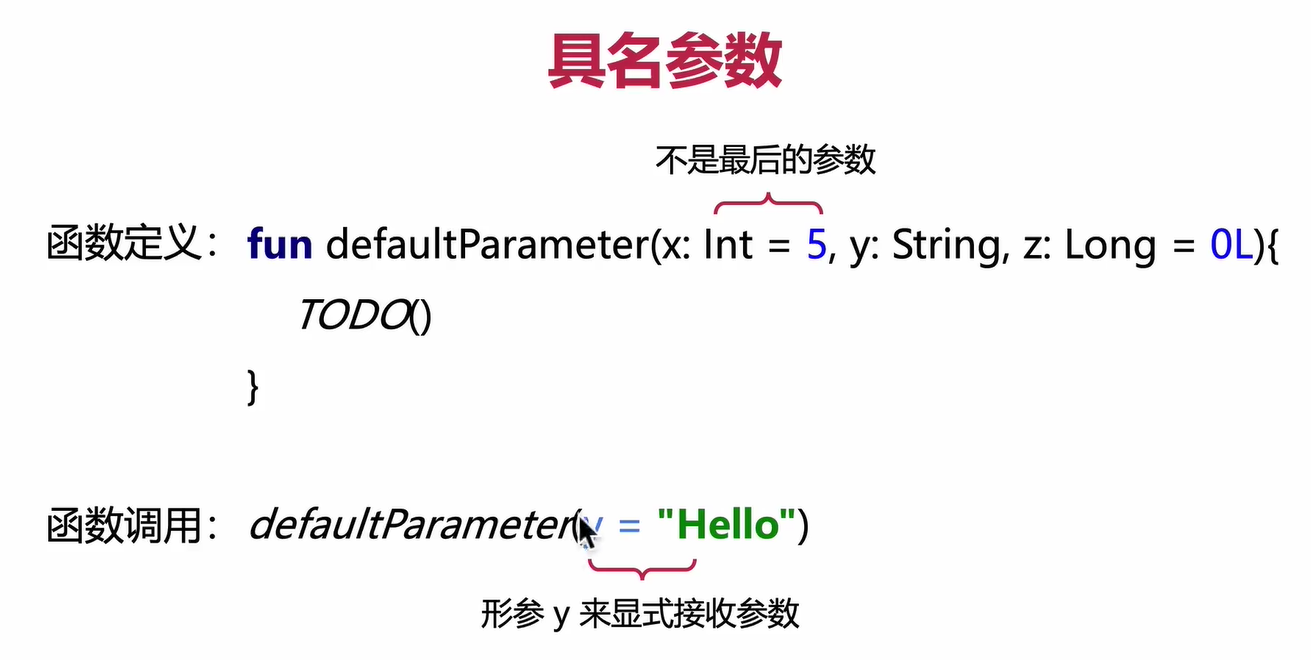 具名参数
不是最后的参数
函数定义： fun defaultParameter(x: Int = 5, y: String, z: Long = 0L){
TODO()
}
函数调用： defaultParameter(y = "Hello")
形参 y 来显式接收参数